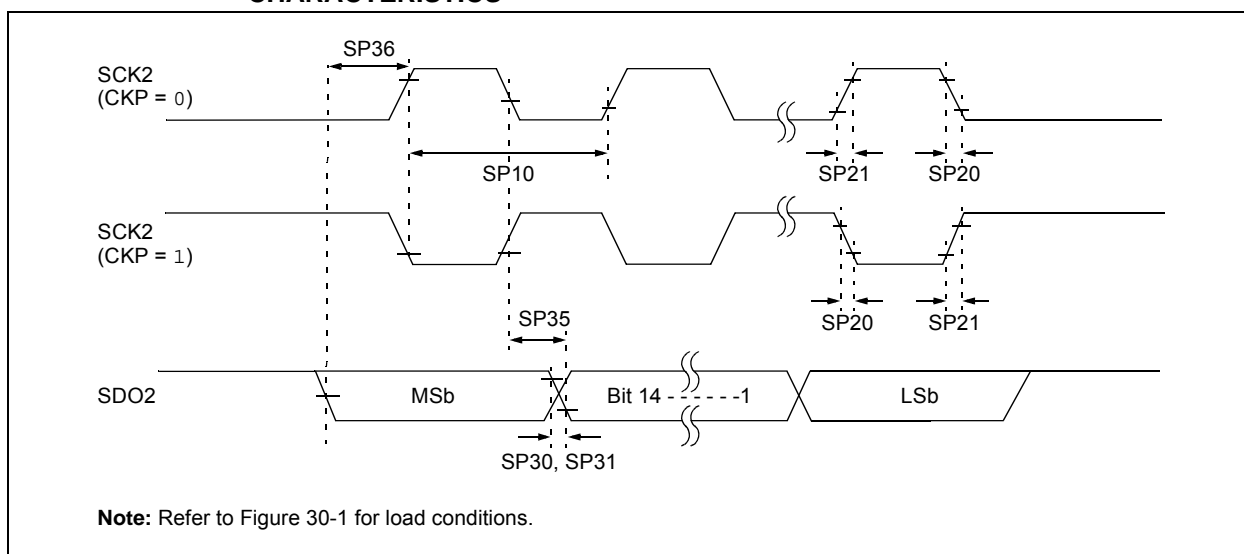 CHARACTERISTICS
SP36
SCK2
(CKP = 0)
SP10
SP21
SP20
SCK2
(CKP = 1)
SP35
SP20
SP21
SDO2
MSb
Bit 14 - - - - - -1
LSb
SP30, SP31
Note: Refer to Figure 30-1 for load conditions.